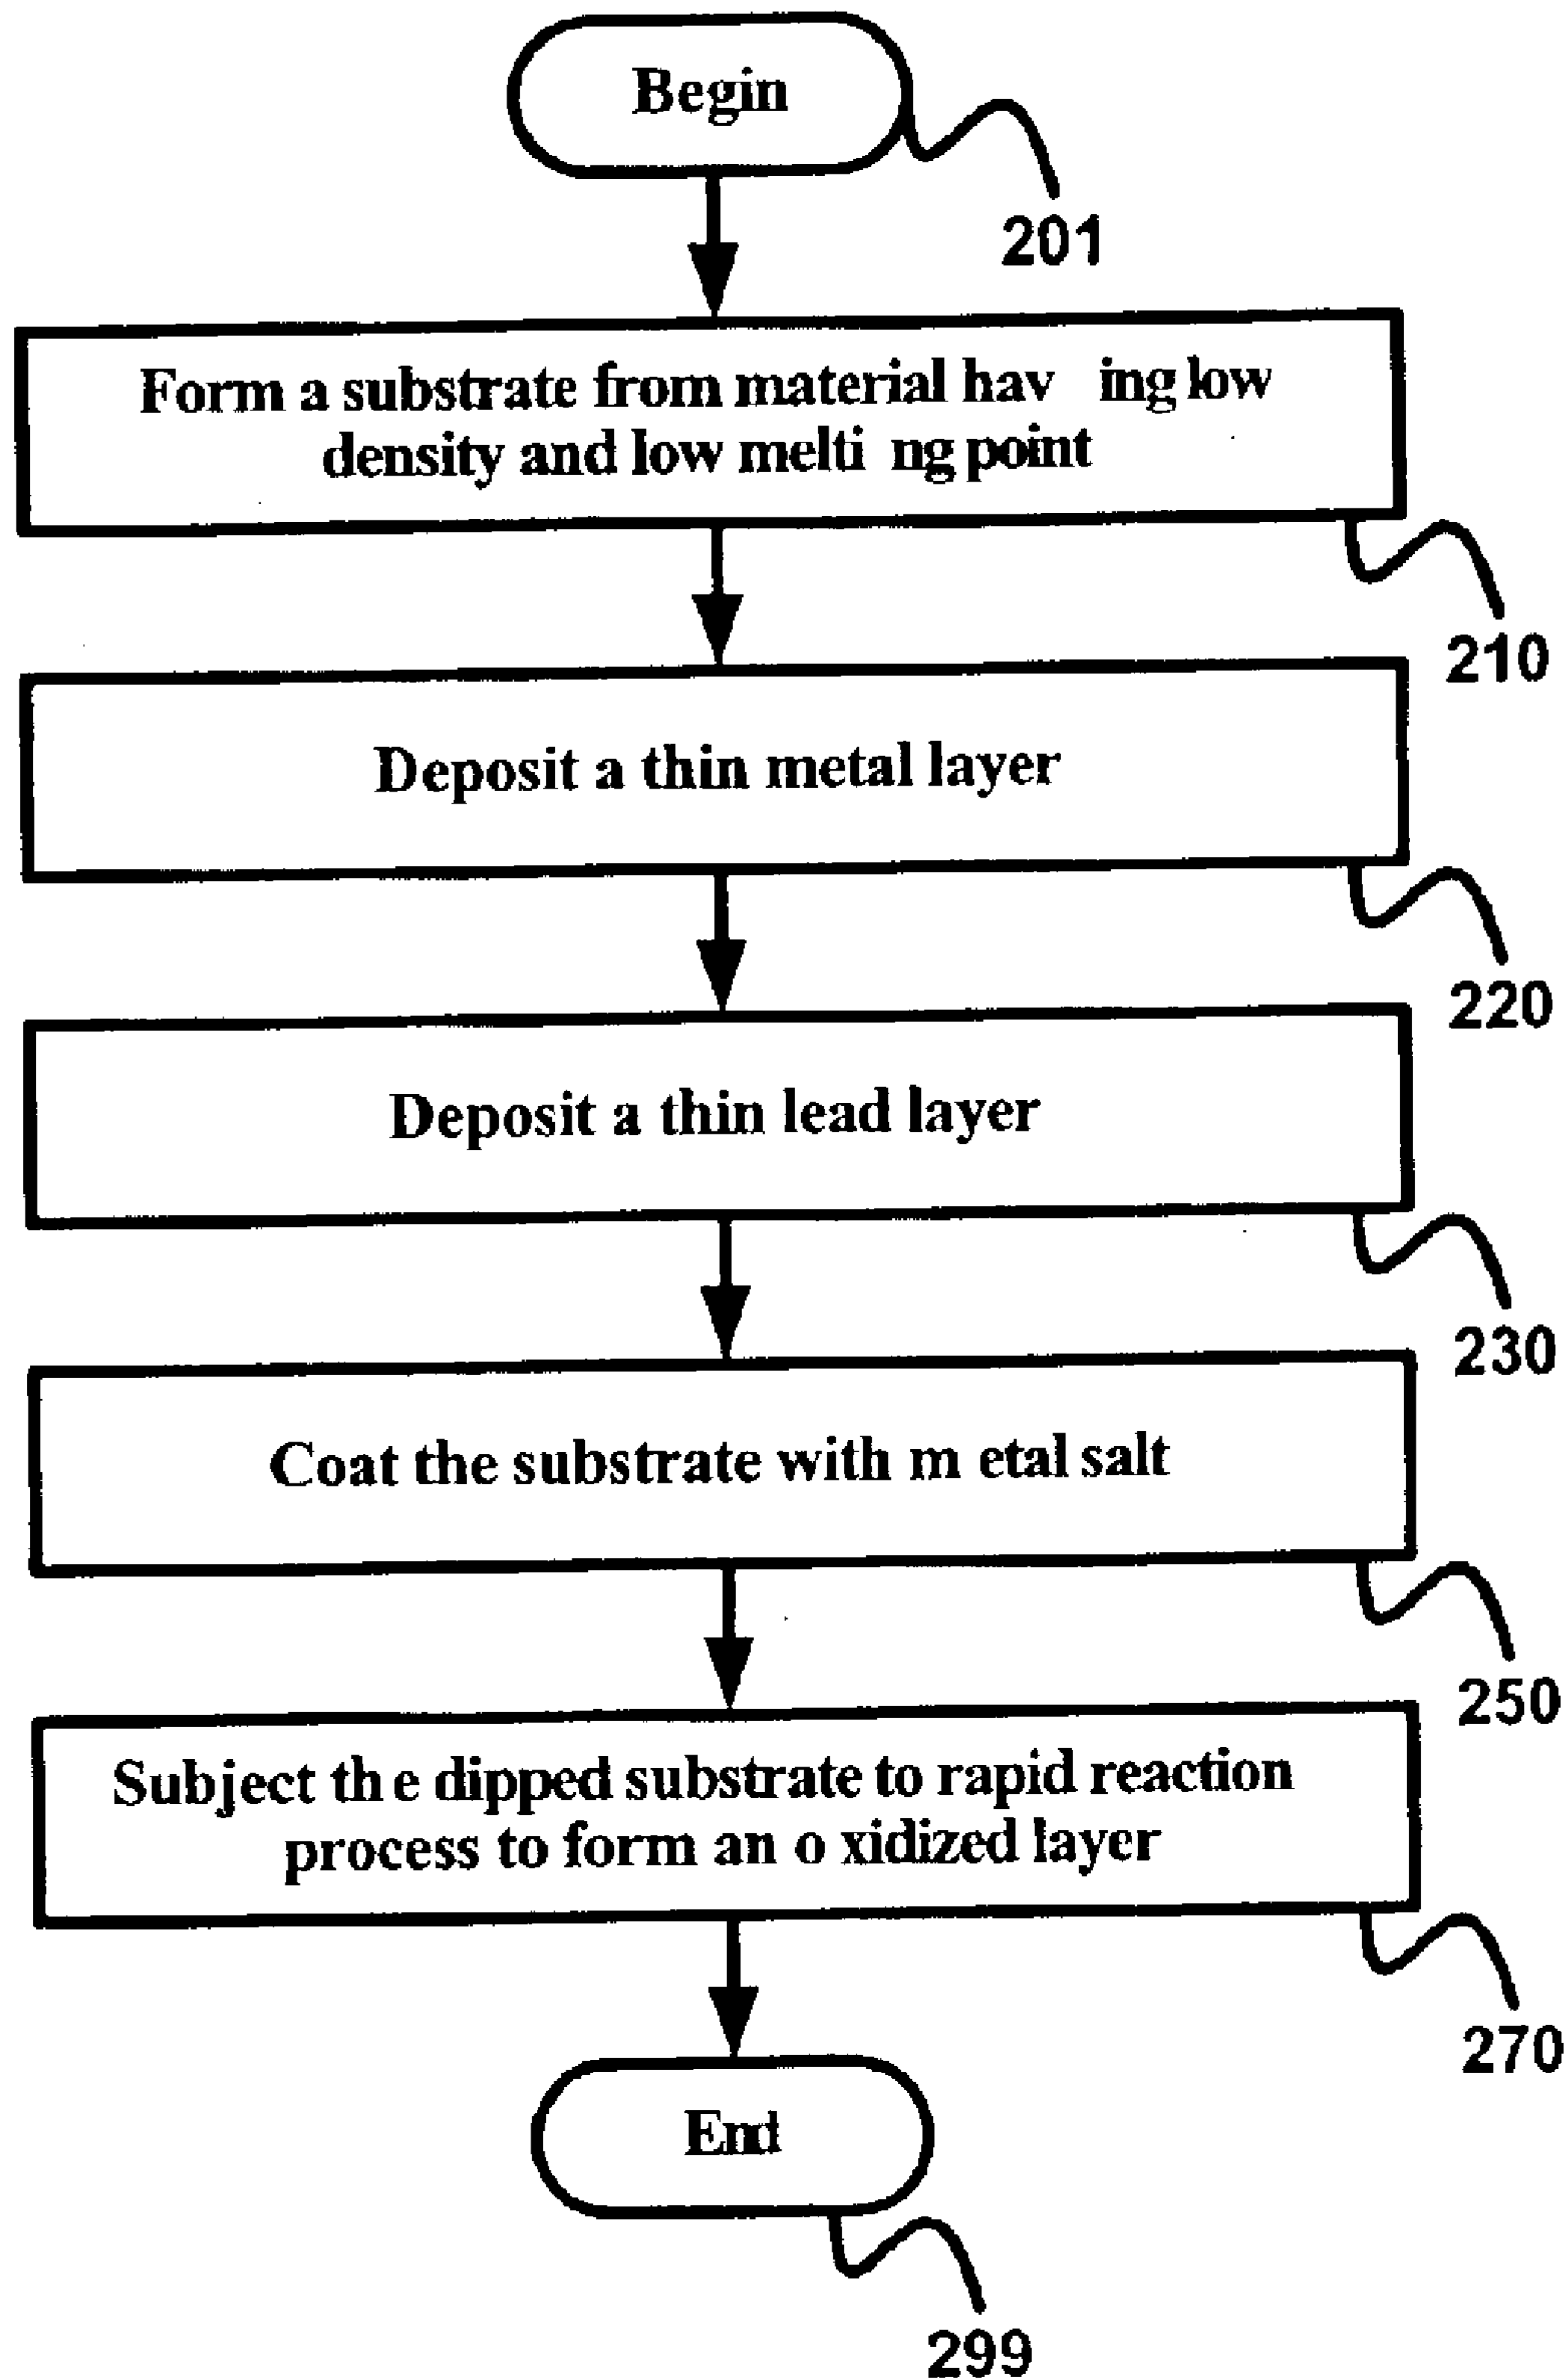 Begin
201
Form a substrate from material hav ing low
density and low melti ng point
210
Deposit a thin metal layer
220
Deposit a thin lead layer
230
Coat the substrate with m etal salt
250
Subject th e dipped substrate to rapid reaction
process to form an o xidized layer
270
End
299